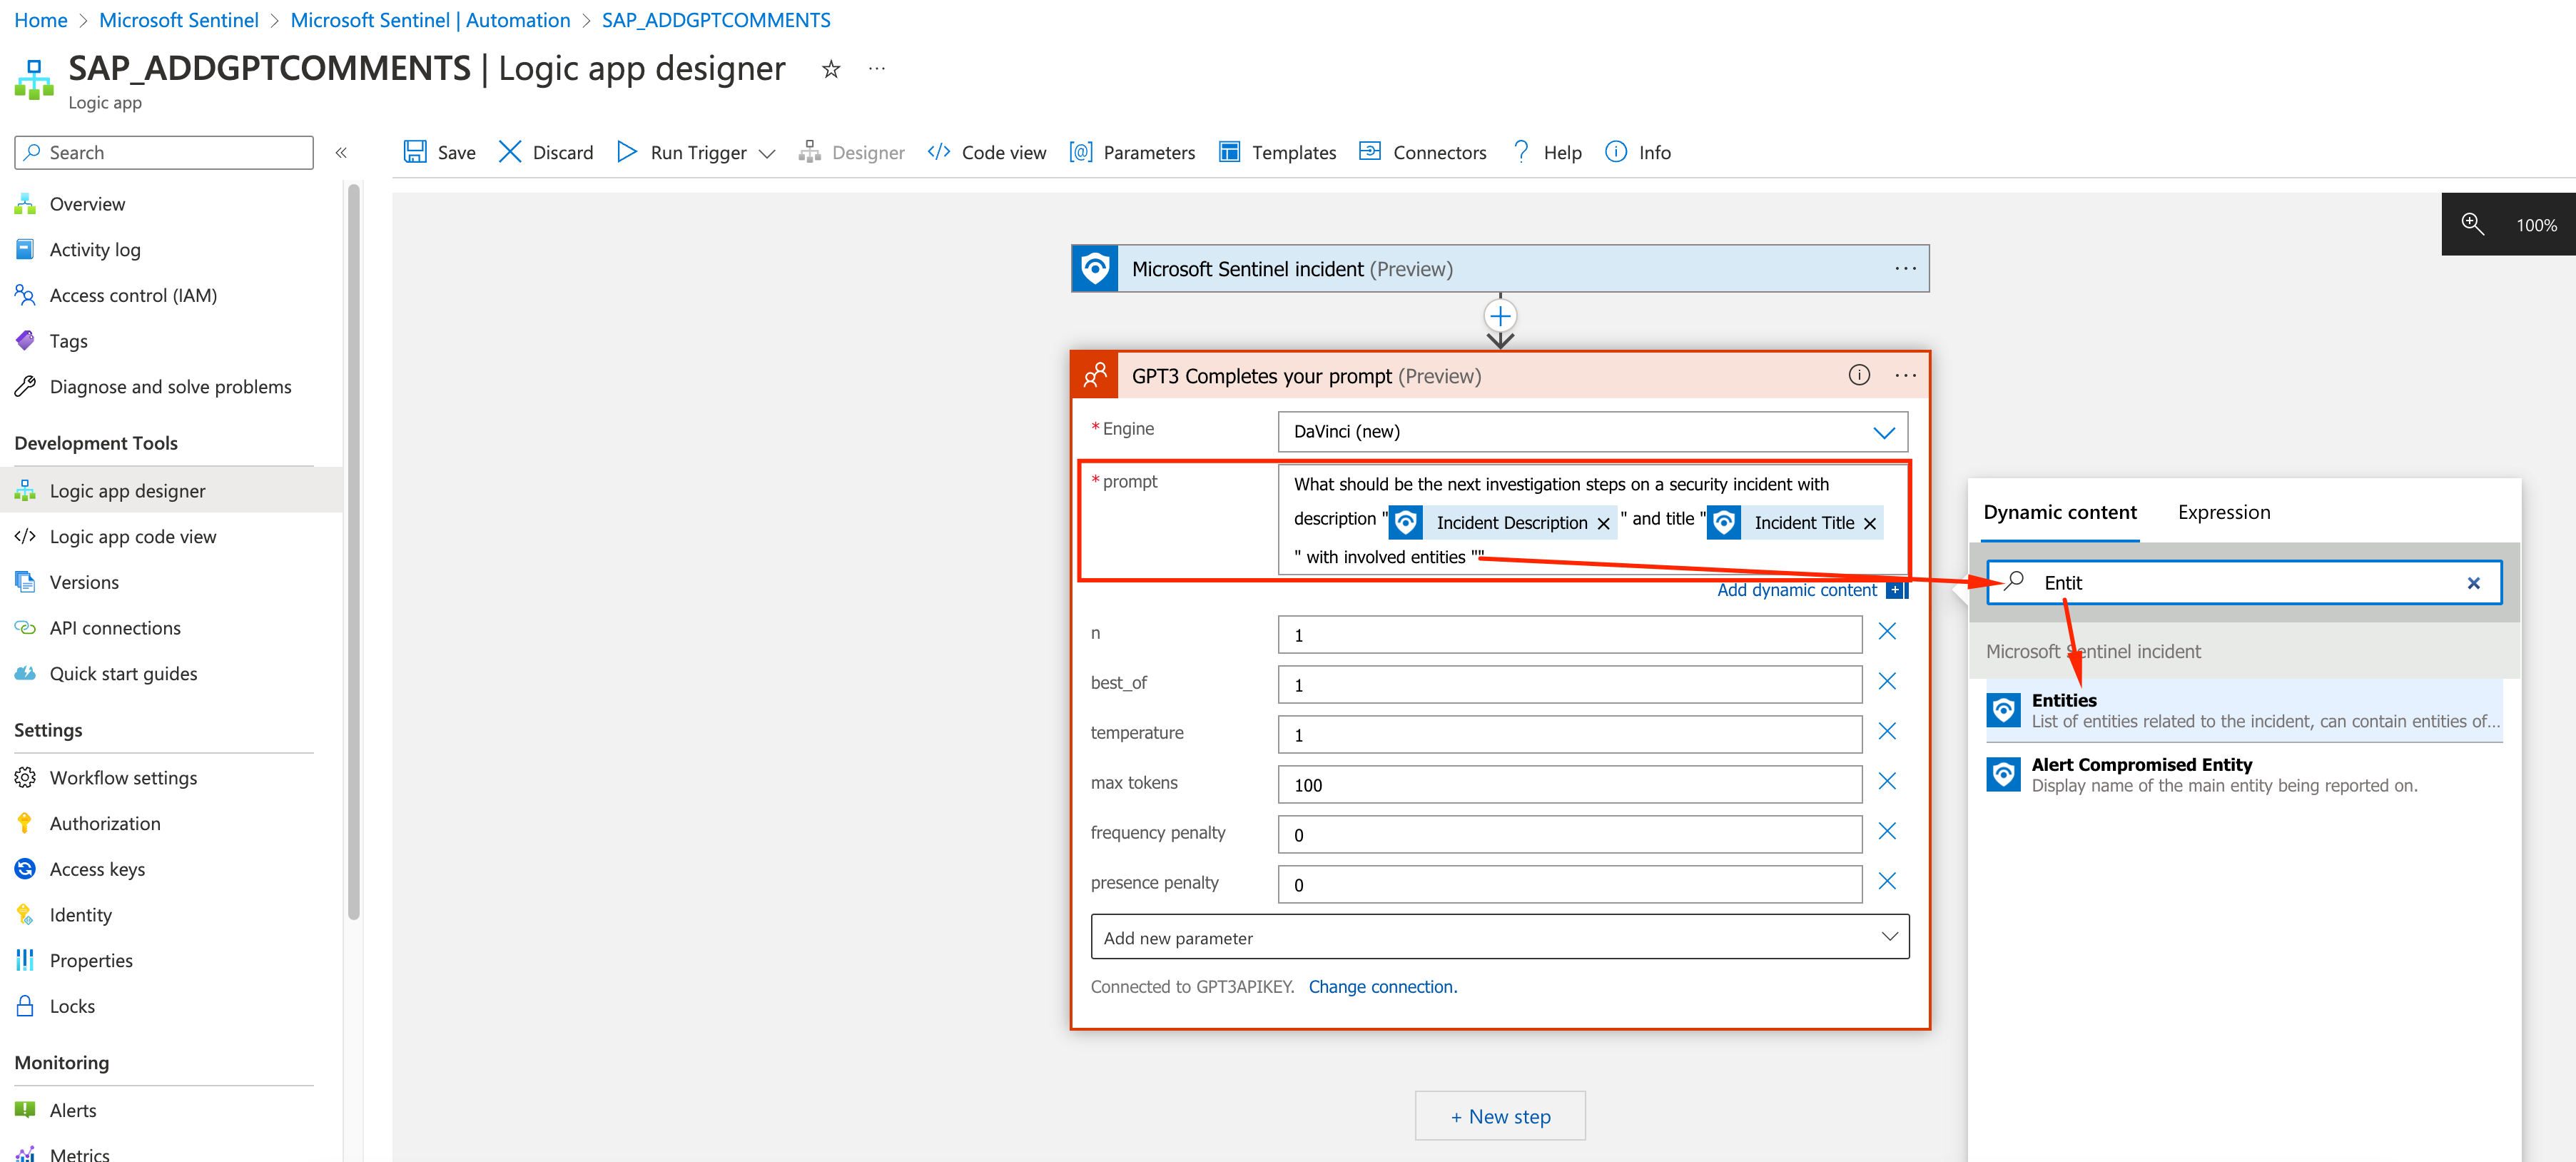 Home > Microsoft Sentinel > Microsoft Sentinel | Automation > SAP_ADDGPTCOMMENTS
SAP_ADDGPTCOMMENTS | Logic app designer ☆ ...
Logic app
Search «
Save Discard Run Trigger Designer Code view Parameters Templates Connectors Help Info
Overview
Activity log
Access control (IAM)
Tags
Diagnose and solve problems
Development Tools
Logic app designer
Logic app code view
Versions
API connections
Quick start guides
Settings
Workflow settings
Authorization
Access keys
Identity
Properties
Locks
Monitoring
Alerts
Metrics
100%
Microsoft Sentinel incident (Preview) ...
GPT3 Completes your prompt (Preview) ...
* Engine
DaVinci (new)
* prompt
What should be the next investigation steps on a security incident with
description " Incident Description × " and title " Incident Title ×
" with involved entities ""
Add dynamic content +
n
1
best_of
1
temperature
1
max tokens
100
frequency penalty
0
presence penalty
0
Add new parameter
Connected to GPT3APIKEY. Change connection.
+ New step
Dynamic content Expression
Entit
Microsoft Sentinel incident
Entities
List of entities related to the incident, can contain entities of...
Alert Compromised Entity
Display name of the main entity being reported on.